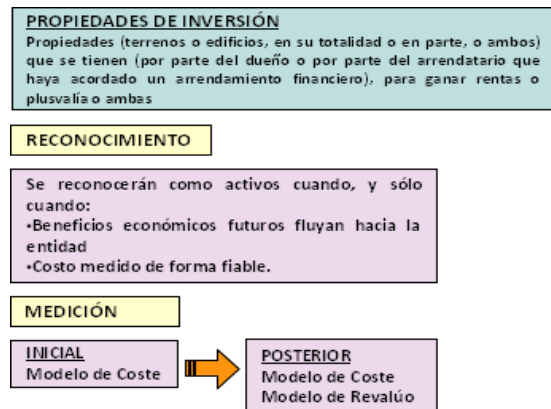 PROPIEDADES DE INVERSIÓN
Propiedades (terrenos o edificios, en su totalidad o en parte, o ambos)
que se tienen (por parte del dueño o por parte del arrendatario que
haya acordado un arrendamiento financiero), para ganar rentas o
plusvalía o ambas
RECONOCIMIENTO
Se reconocerán como activos cuando, y sólo
cuando:
•Beneficios económicos futuros fluyan hacia la
entidad
•Costo medido de forma fiable.
MEDICIÓN
INICIAL
Modelo de Coste
POSTERIOR
Modelo de Coste
Modelo de Revalúo